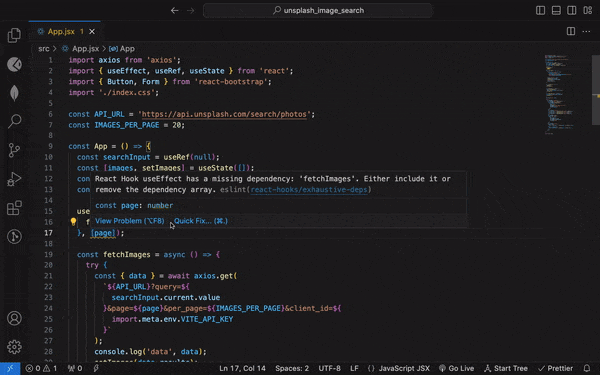 unsplash_image_search
App.jsx
src > App.jsx > App
1 import axios from 'axios';
2 import { useEffect, useRef, useState } from 'react';
3 import { Button, Form } from 'react-bootstrap';
4 import './index.css';
5
6 const API_URL = 'https://api.unsplash.com/search/photos';
7 const IMAGES_PER_PAGE = 20;
8
9 const App = () => {
10 const searchInput = useRef(null);
11 const [images, setImages] = useState([]);
12 con
React Hook useEffect has a missing dependency: 'fetchImages'. Either include it or
13 con
remove the dependency array. eslint(react-hooks/exhaustive-deps)
14
const page: number
15 use
16 f
View Problem (⌥F8) Quick Fix... (⌘.)
17 }, [page]);
18
19 const fetchImages = async () => {
20 try {
21 const { data } = await axios.get(
22 `${API_URL}?query=${
23 searchInput.current.value
24 }&page=${page}&per_page=${IMAGES_PER_PAGE}&client_id=${
25 import.meta.env.VITE_API_KEY
26 }`
27 );
28 console.log('data', data);
0 1 0 Ln 17, Col 14 Spaces: 2 UTF-8 LF {} JavaScript JSX Go Live Start Tree Prettier